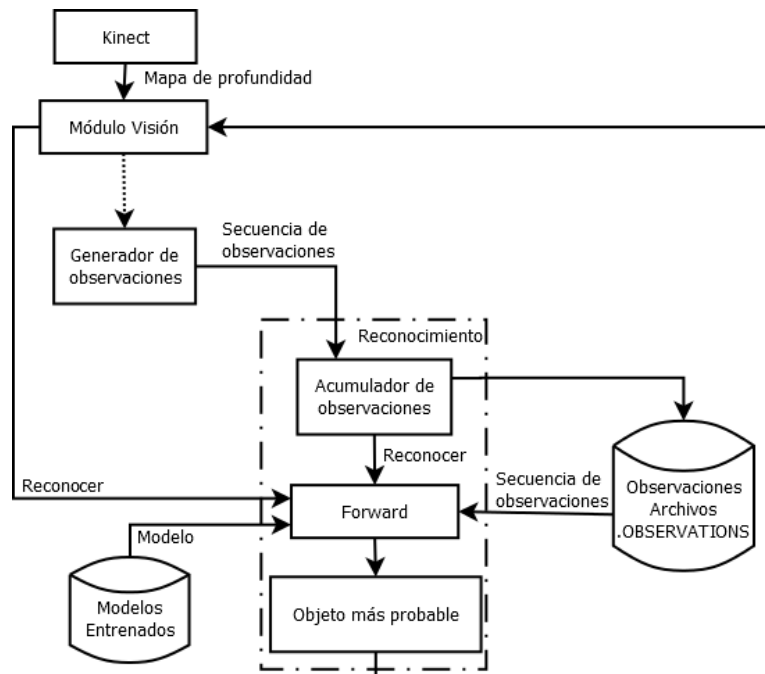 Kinect
Mapa de profundidad
Módulo Visión
Generador de
observaciones
Secuencia de
observaciones
Reconocimiento
Acumulador de
observaciones
Reconocer
Reconocer
Secuencia de
observaciones
Forward
Observaciones
Archivos
.OBSERVATIONS
Modelo
Modelos
Entrenados
Objeto más probable